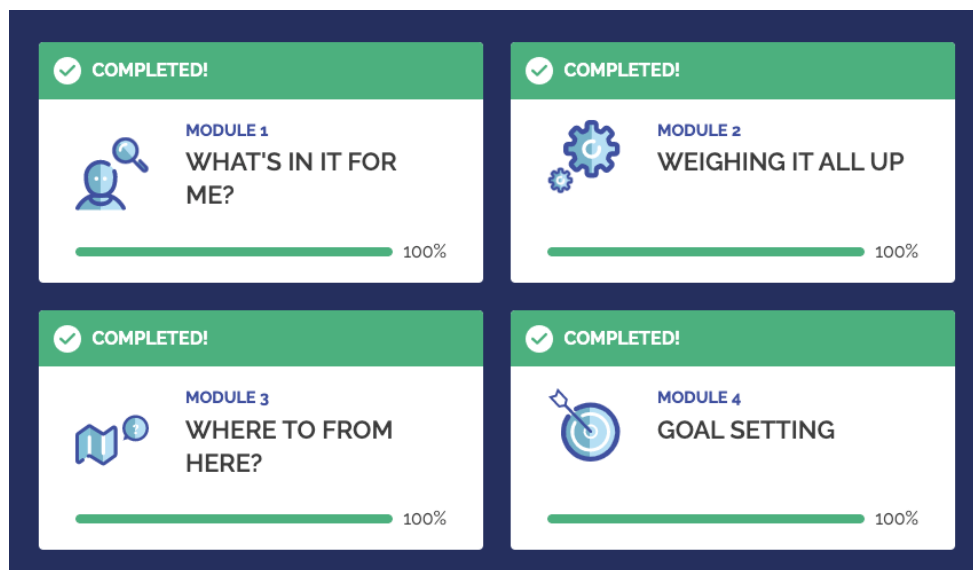 COMPLETED!
MODULE 1
WHAT'S IN IT FOR
ME?
100%
COMPLETED!
MODULE 2
WEIGHING IT ALL UP
100%
COMPLETED!
MODULE 3
WHERE TO FROM
HERE?
?
100%
COMPLETED!
MODULE 4
GOAL SETTING
100%